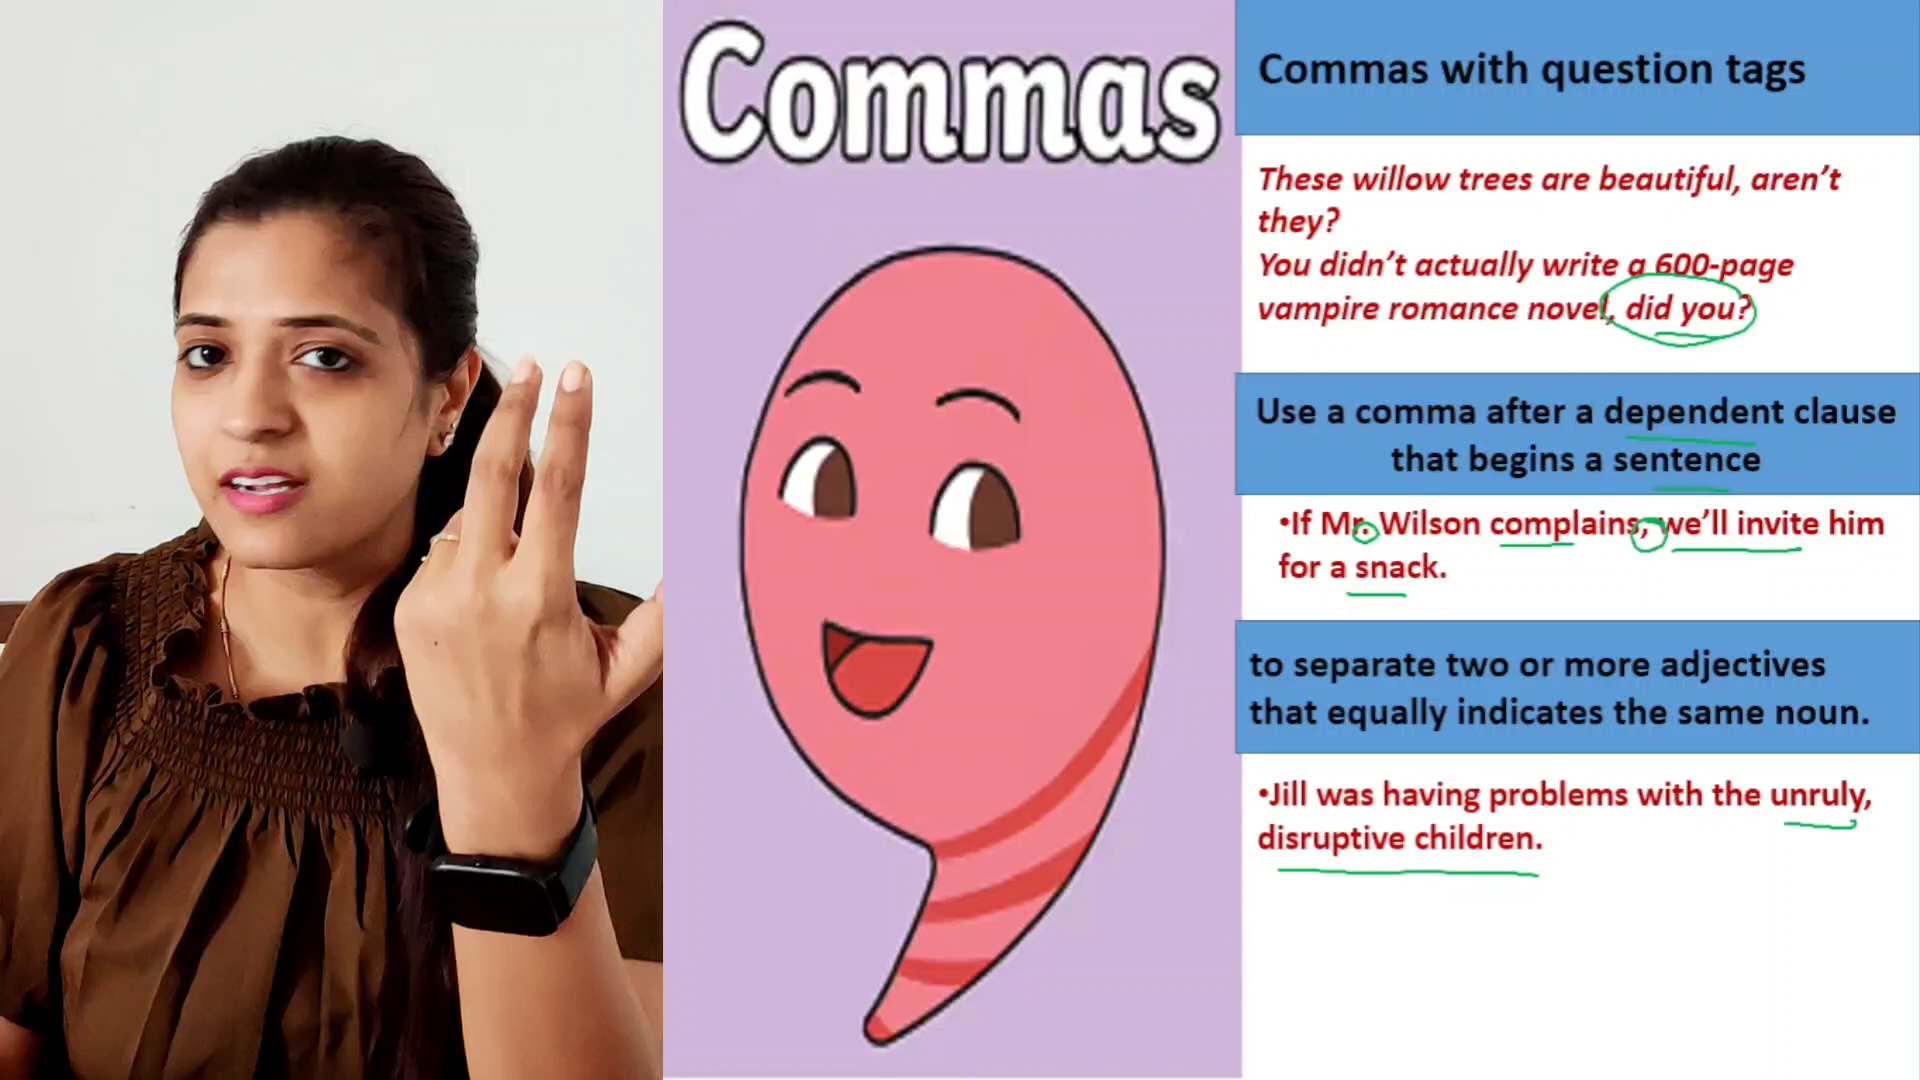 Commas
Commas with question tags
These willow trees are beautiful, aren’t
they?
You didn’t actually write a 600-page
vampire romance novel, did you?
Use a comma after a dependent clause
that begins a sentence
•If Mr. Wilson complains, we’ll invite him
for a snack.
to separate two or more adjectives
that equally indicates the same noun.
•Jill was having problems with the unruly,
disruptive children.